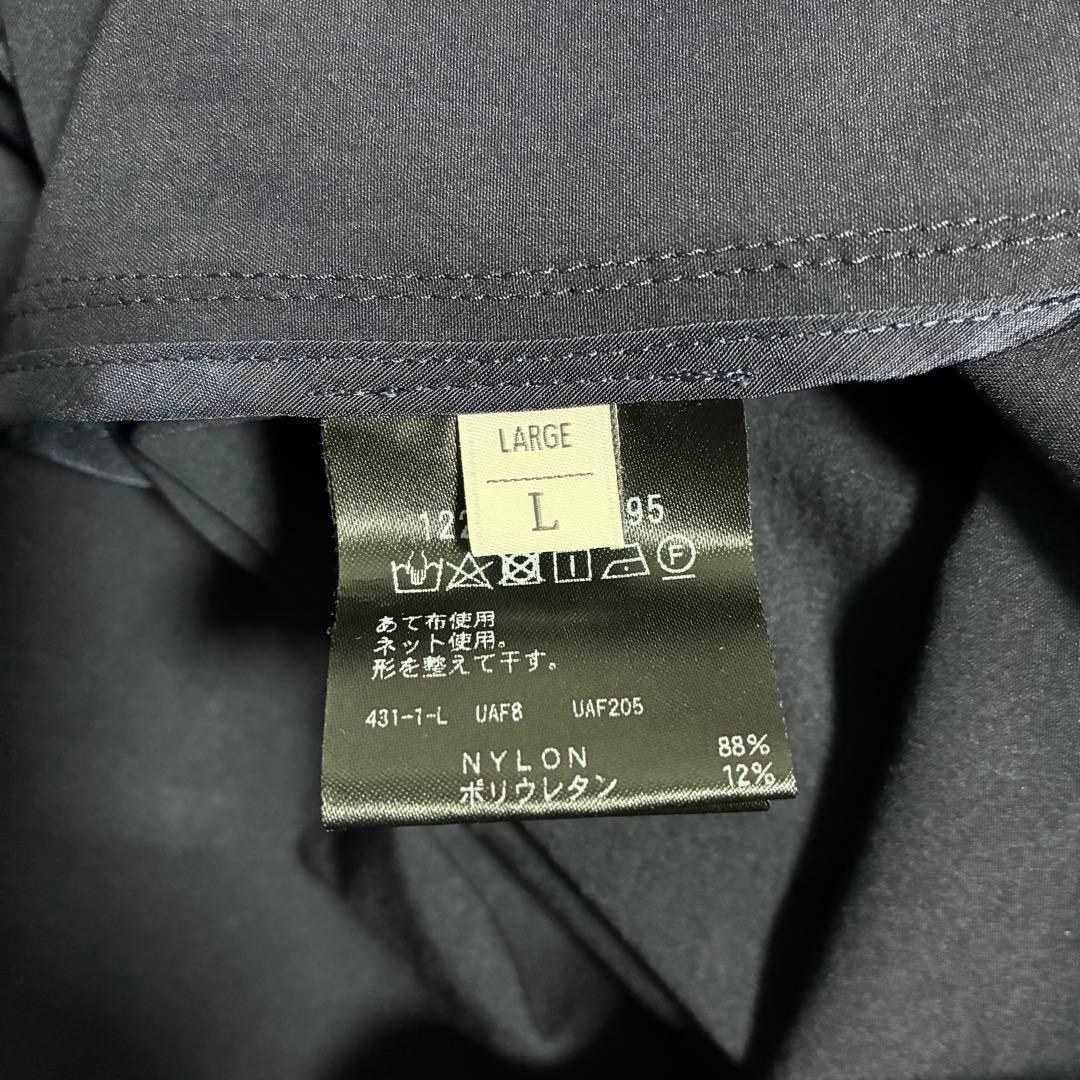 LARGE
L
122 95
F
あて布使用
ネット使用。
形を整えて干す。
431-1-L UAF8 UAF205
NYLON 88%
ポリウレタン 12%